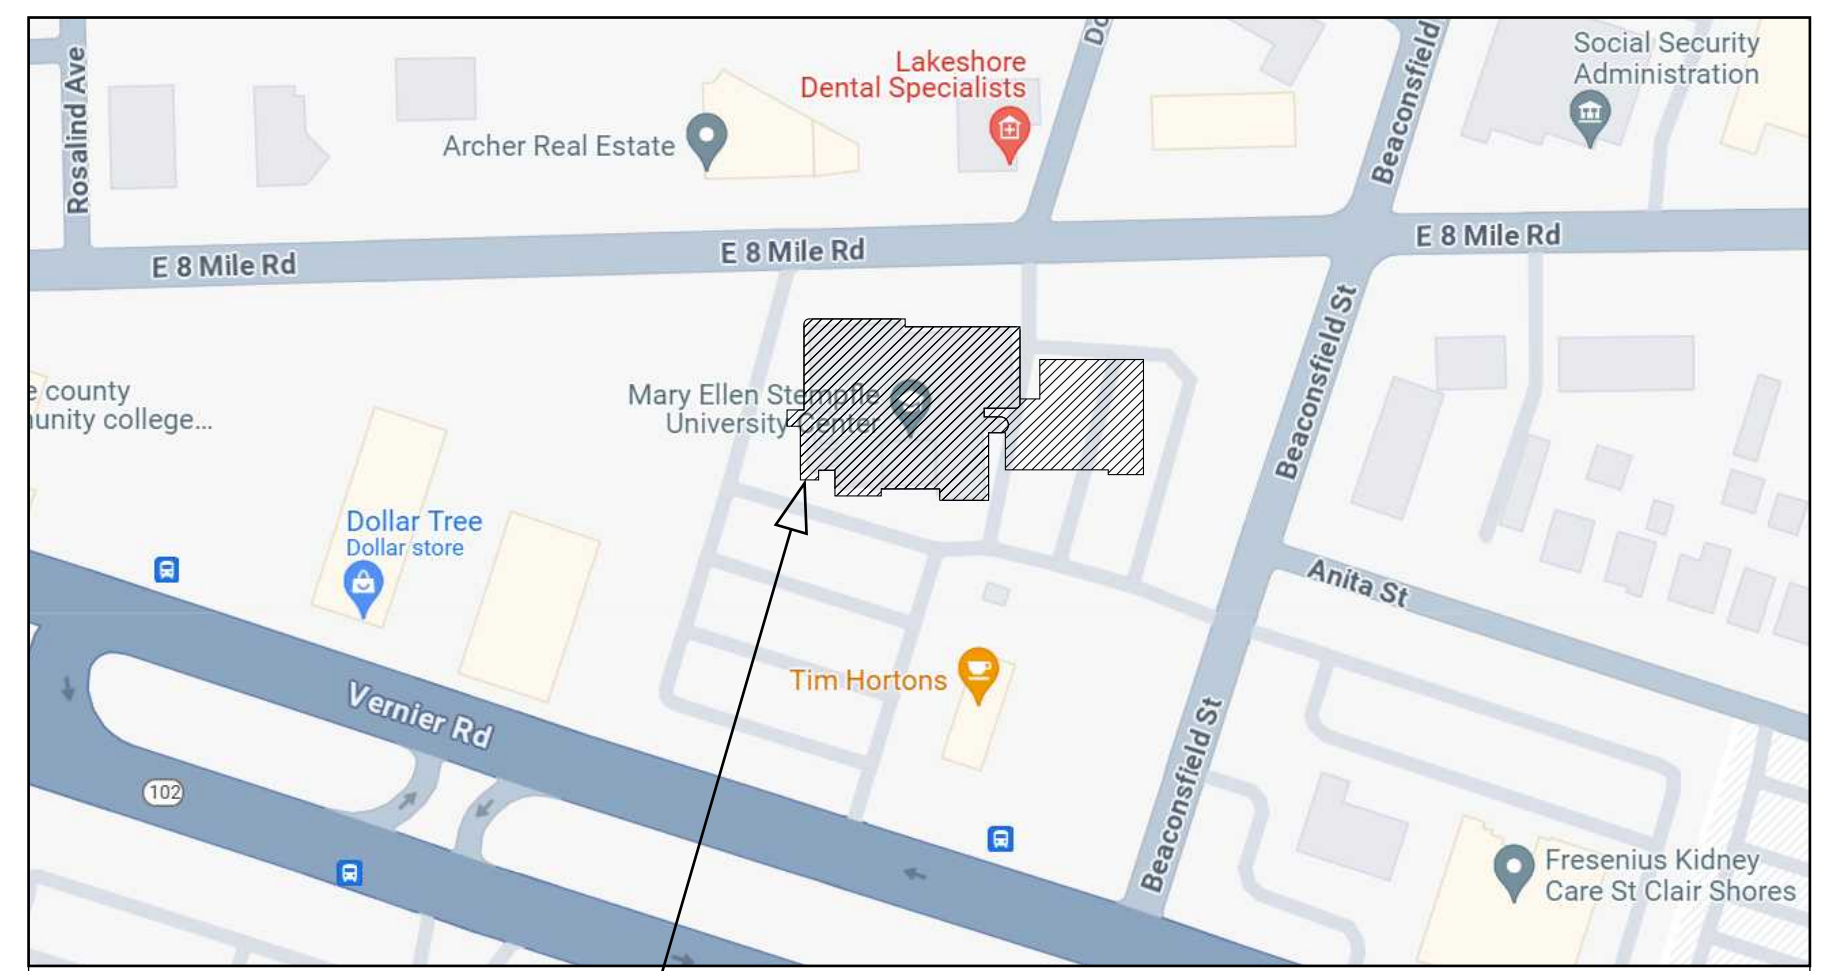 Social Security
Administration
Lakeshore
Dental Specialists
Do
Beaconsfield
Rosalind Ave
Archer Real Estate
E 8 Mile Rd
E 8 Mile Rd
E 8 Mile Rd
Beaconsfield St
e county
unity college...
Mary Ellen Stempfle
University Center
Dollar Tree
Dollar store
Anita St
Tim Hortons
Vernier Rd
Beaconsfield St
102
Fresenius Kidney
Care St Clair Shores